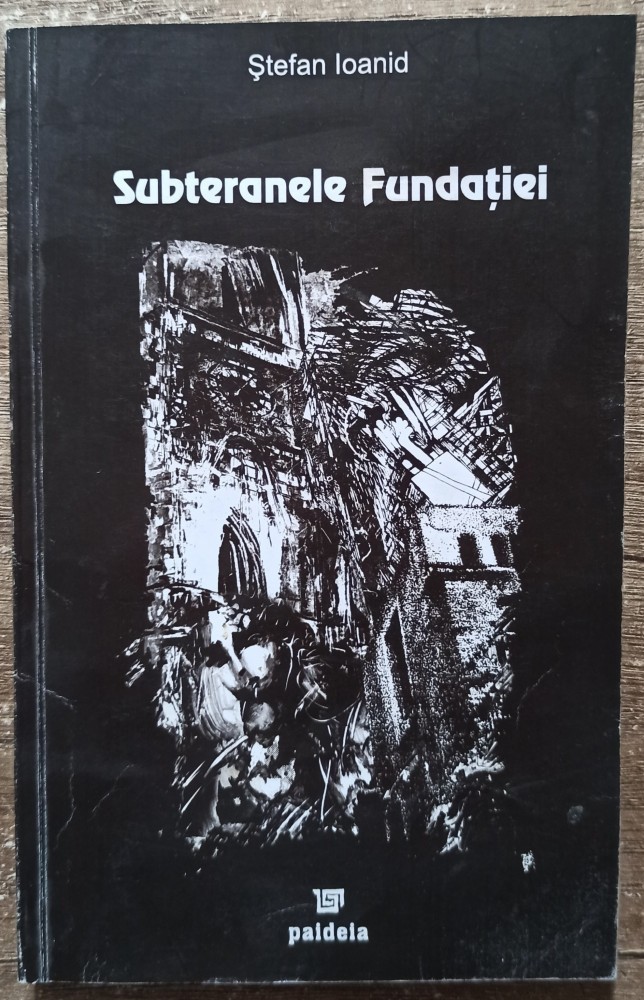 Ştefan Ioanid
Subteranele Fundaţiei
paideia